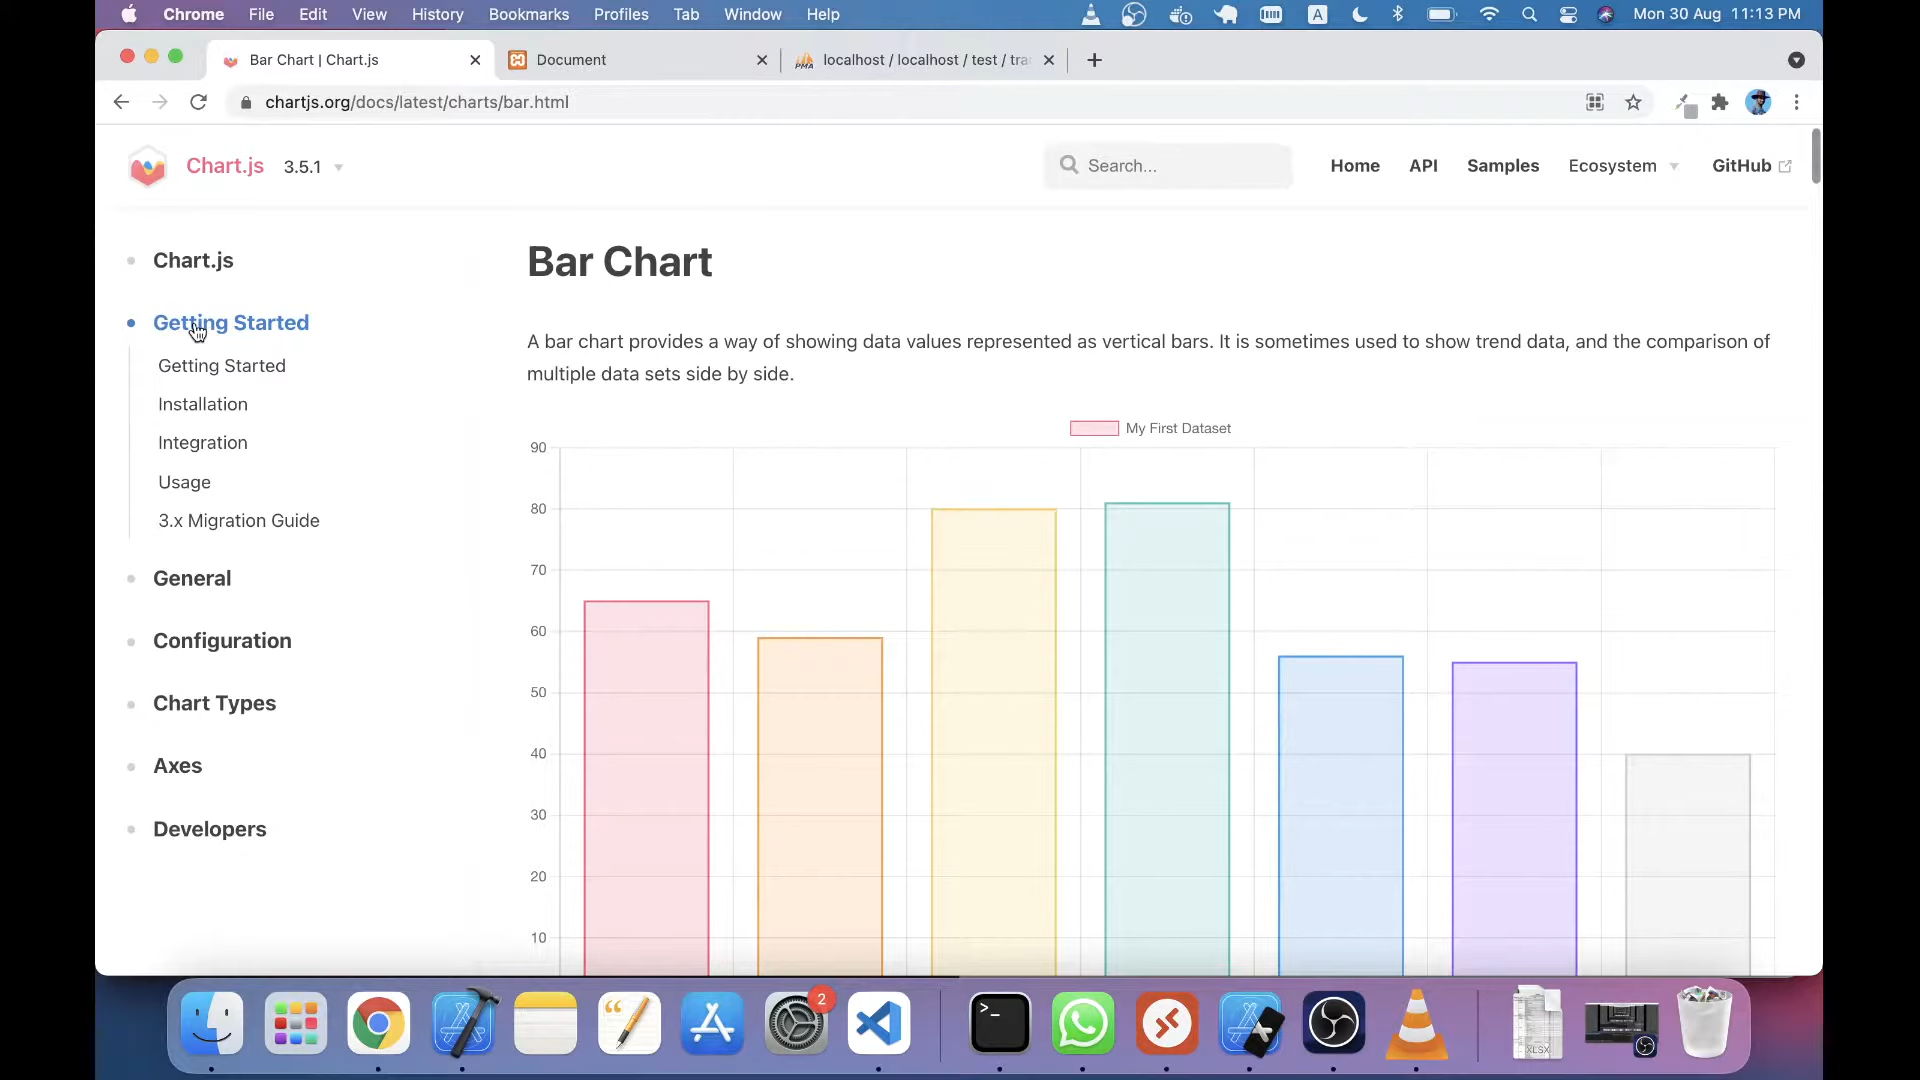 Chrome File Edit View History Bookmarks Profiles Tab Window Help A Mon 30 Aug 11:13 PM
Bar Chart | Chart.js Document PMA localhost / localhost / test / tra
chartjs.org/docs/latest/charts/bar.html
Chart.js 3.5.1 Search... Home API Samples Ecosystem GitHub
Chart.js
Getting Started
Getting Started
Installation
Integration
Usage
3.x Migration Guide
General
Configuration
Chart Types
Axes
Developers
Bar Chart
A bar chart provides a way of showing data values represented as vertical bars. It is sometimes used to show trend data, and the comparison of
multiple data sets side by side.
My First Dataset
90
80
70
60
50
40
30
20
10
2
>_
XLSX